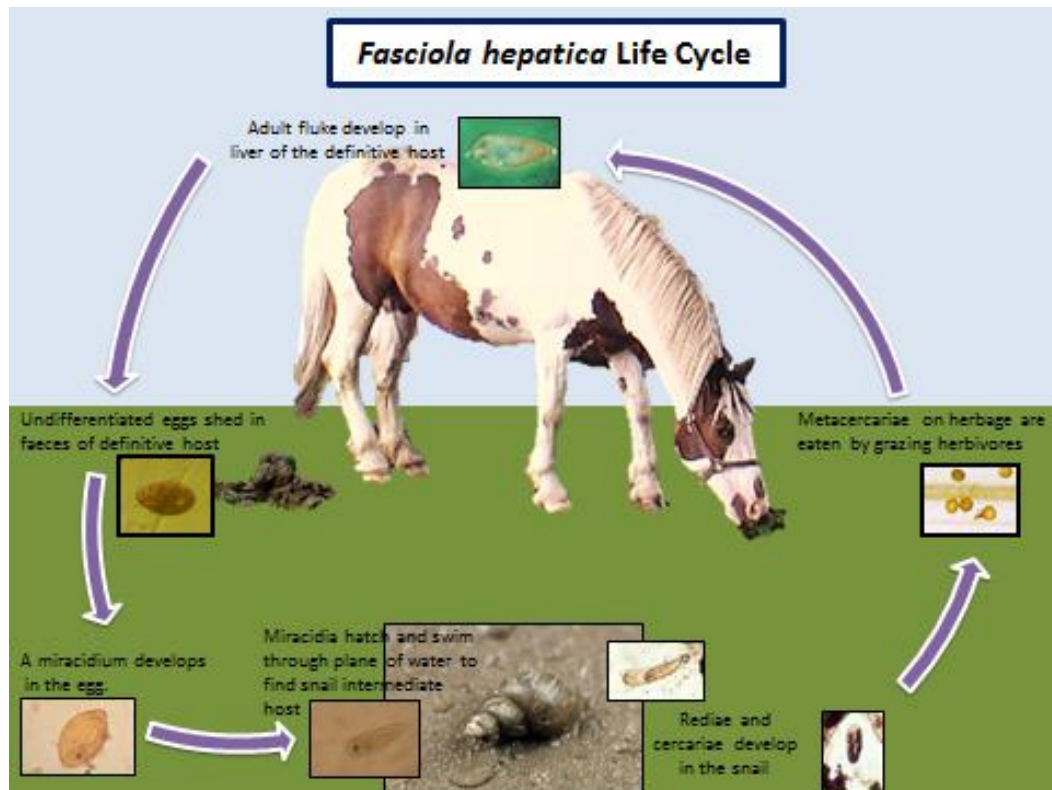 Fasciola hepatica Life Cycle
Adult fluke develop in
liver of the definitive host
Undifferentiated eggs shed in
faeces of definitive host
Metacercariae on herbage are
eaten by grazing herbivores
A miracidium develops
in the egg.
Miracidia hatch and swim
through plane of water to
find snail intermediate
host
Rediae and
cercariae develop
in the snail